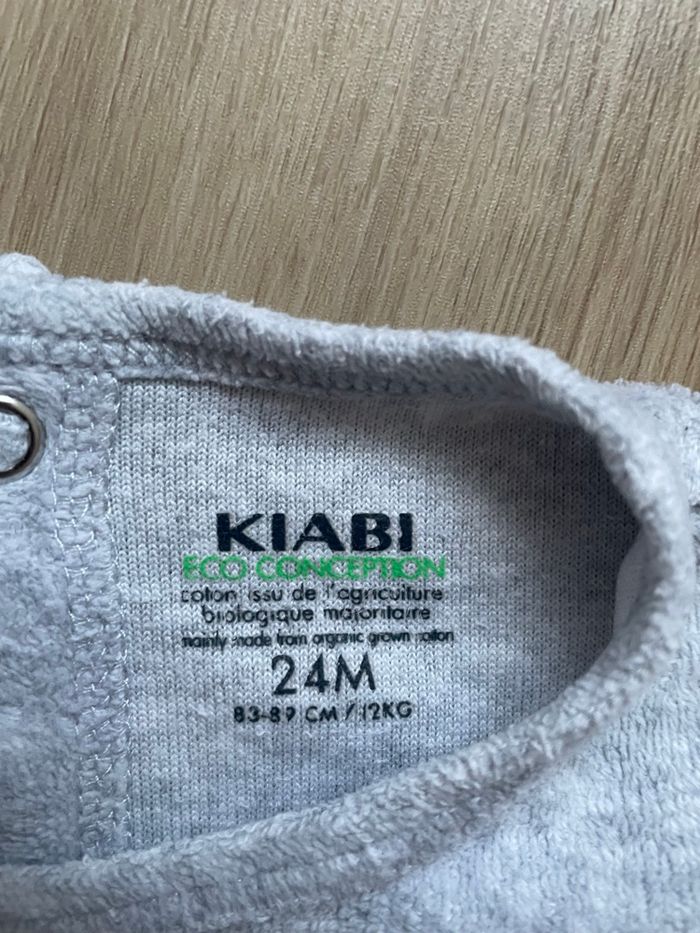 KIABI
ECO CONCEPTION
coton issu de l'agriculture
biologique majoritaire
mainly made from organic grown cotton
24M
83-89 CM / 12KG